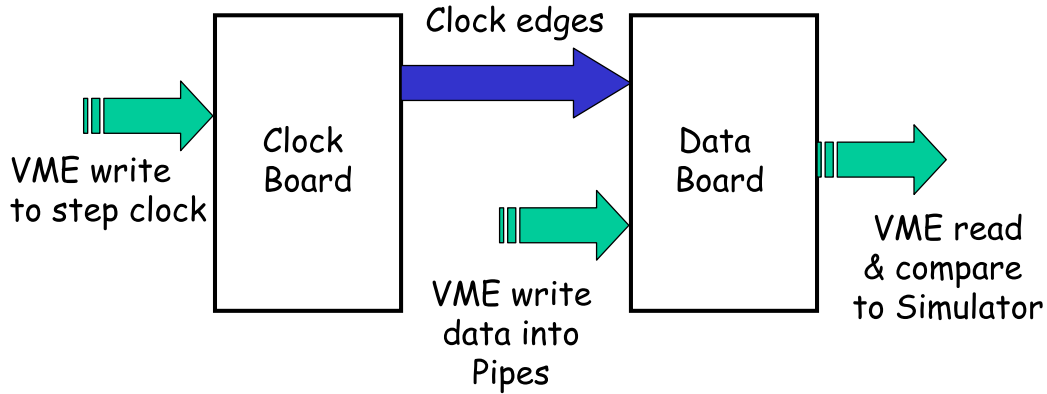 Clock edges
Clock
Board
Data
Board
VME write
to step clock
VME write
data into
Pipes
VME read
& compare
to Simulator